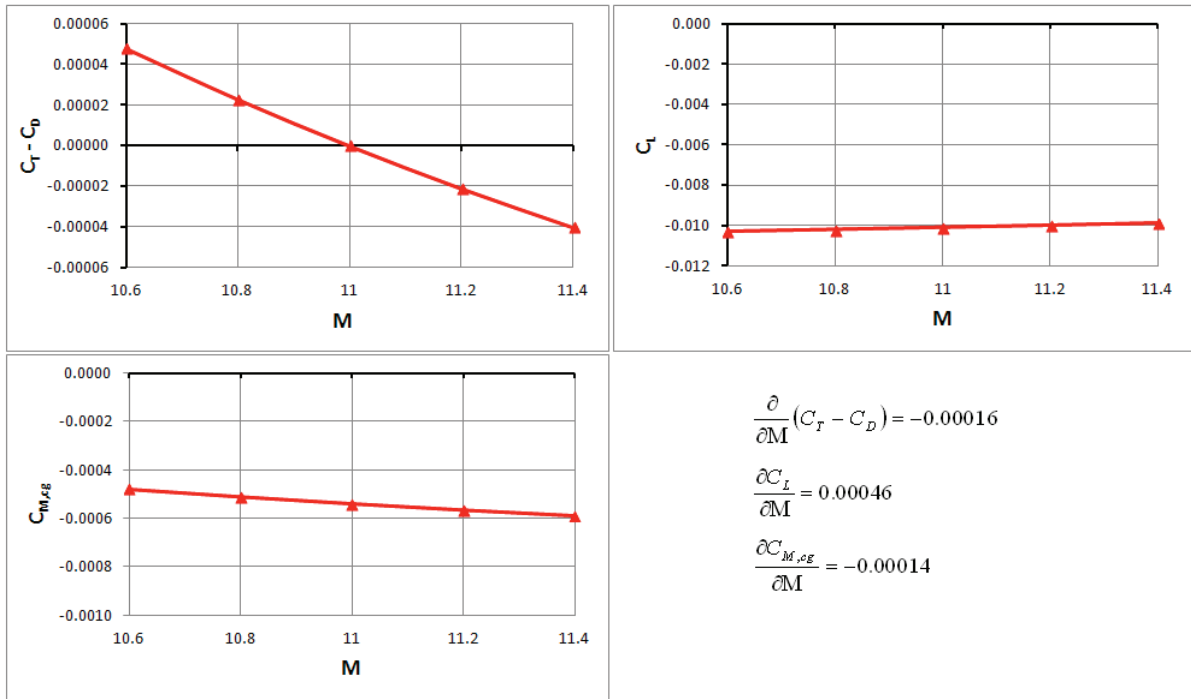 0.00006
0.00004
0.00002
0.00000
-0.00002
-0.00004
-0.00006
C_T - C_D
10.6 10.8 11 11.2 11.4
M
0.000
-0.002
-0.004
-0.006
-0.008
-0.010
-0.012
C_L
10.6 10.8 11 11.2 11.4
M
0.0000
-0.0002
-0.0004
-0.0006
-0.0008
-0.0010
C_M,cg
10.6 10.8 11 11.2 11.4
M
∂/∂M (C_T − C_D) = −0.00016
∂C_L/∂M = 0.00046
∂C_M,cg/∂M = −0.00014